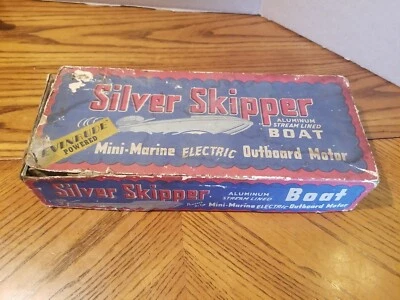 Silver Skipper
ALUMINUM
STREAM LINED
BOAT
EVINRUDE
POWERED
Mini-Marine ELECTRIC Outboard Motor
Silver Skipper
ALUMINUM
STREAM LINED
Boat
Mini-Marine ELECTRIC Outboard Motor